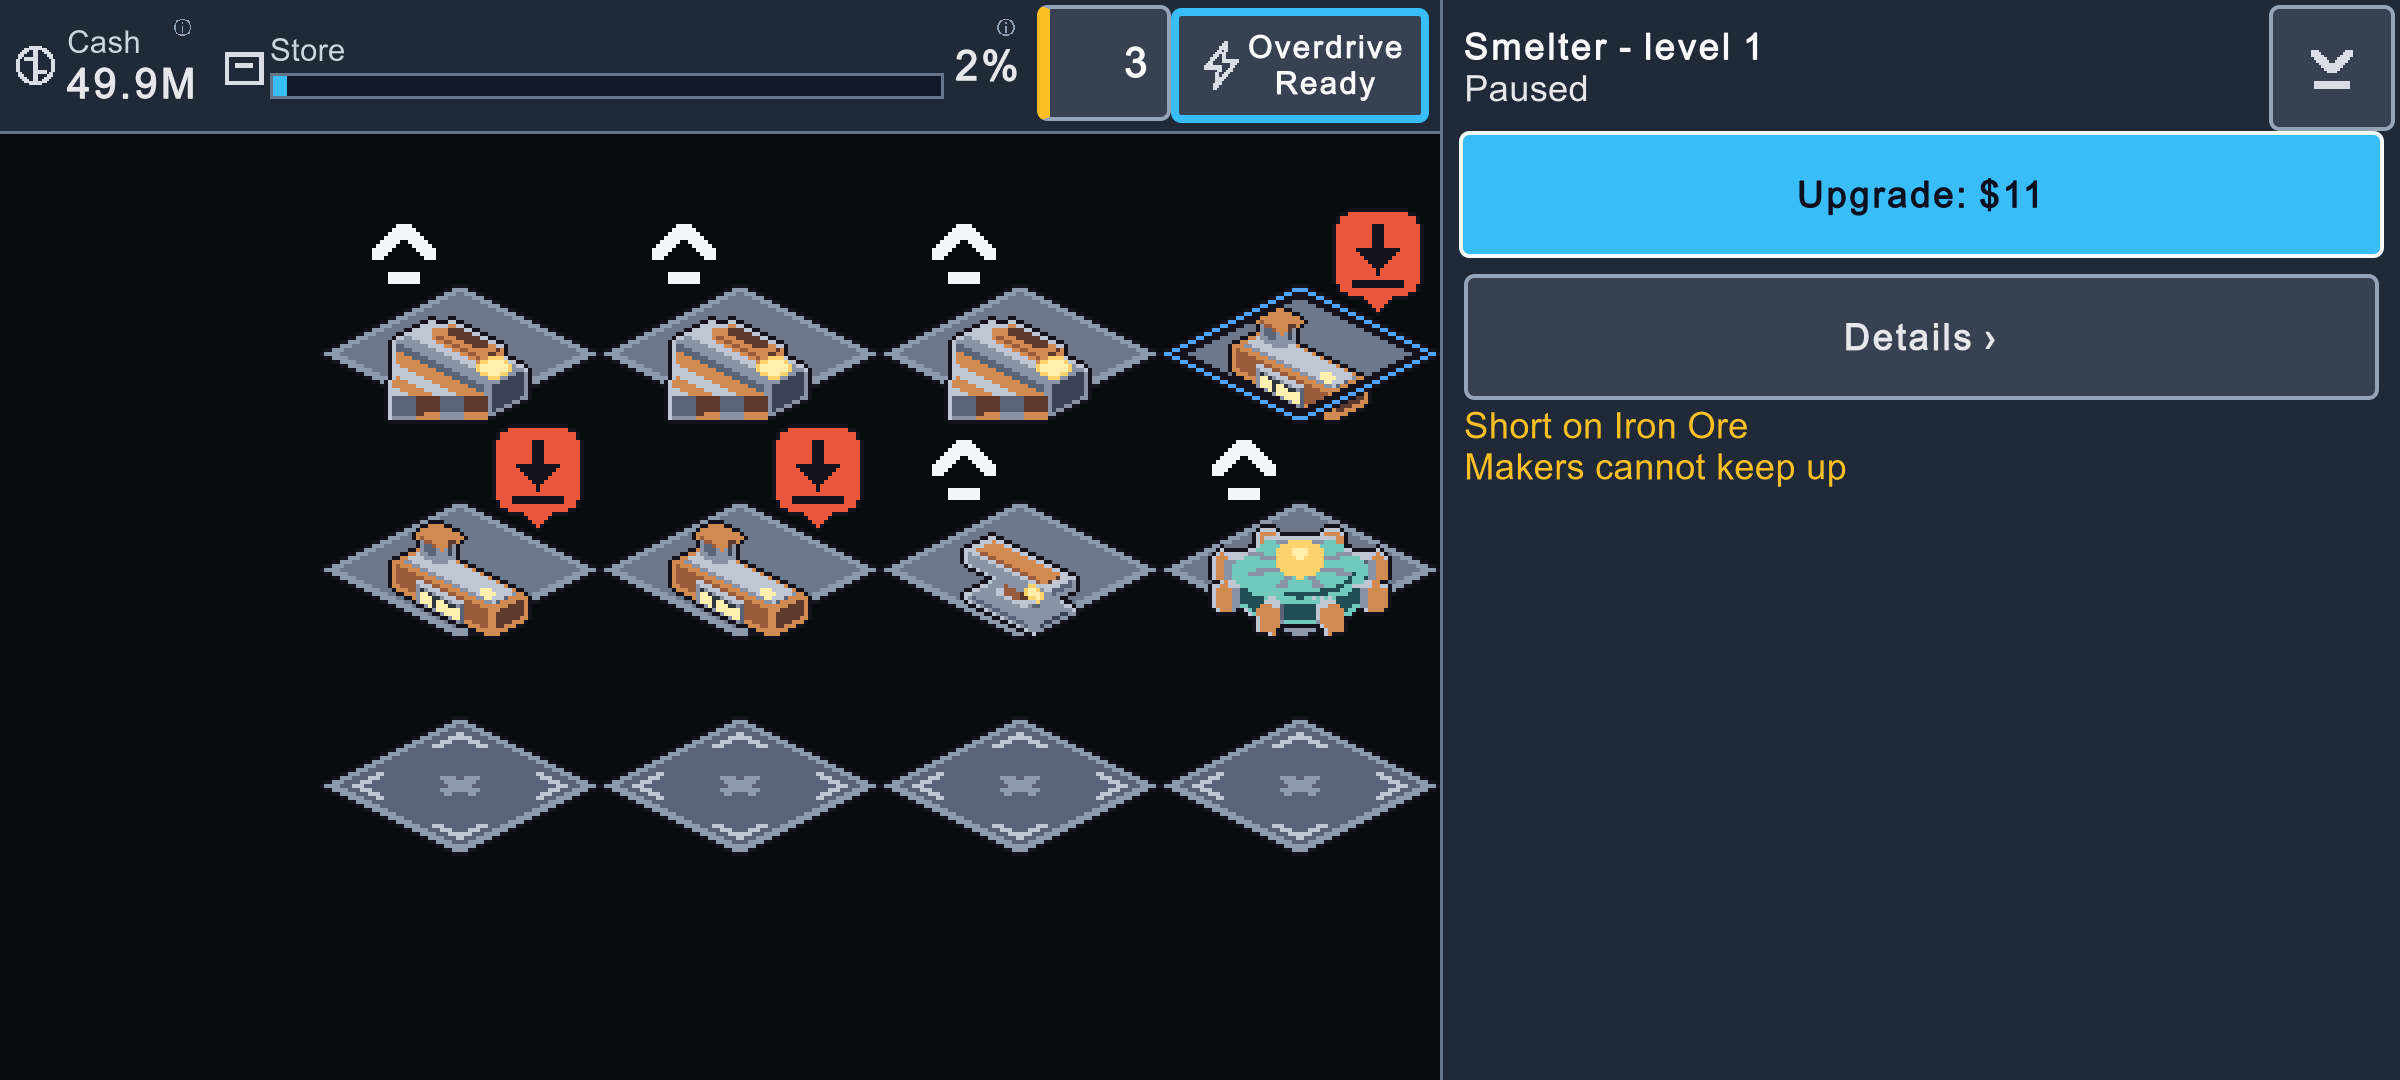 Cash
49.9M
Store
2%
3
Overdrive
Ready
Smelter - level 1
Paused
Upgrade: $11
Details ›
Short on Iron Ore
Makers cannot keep up